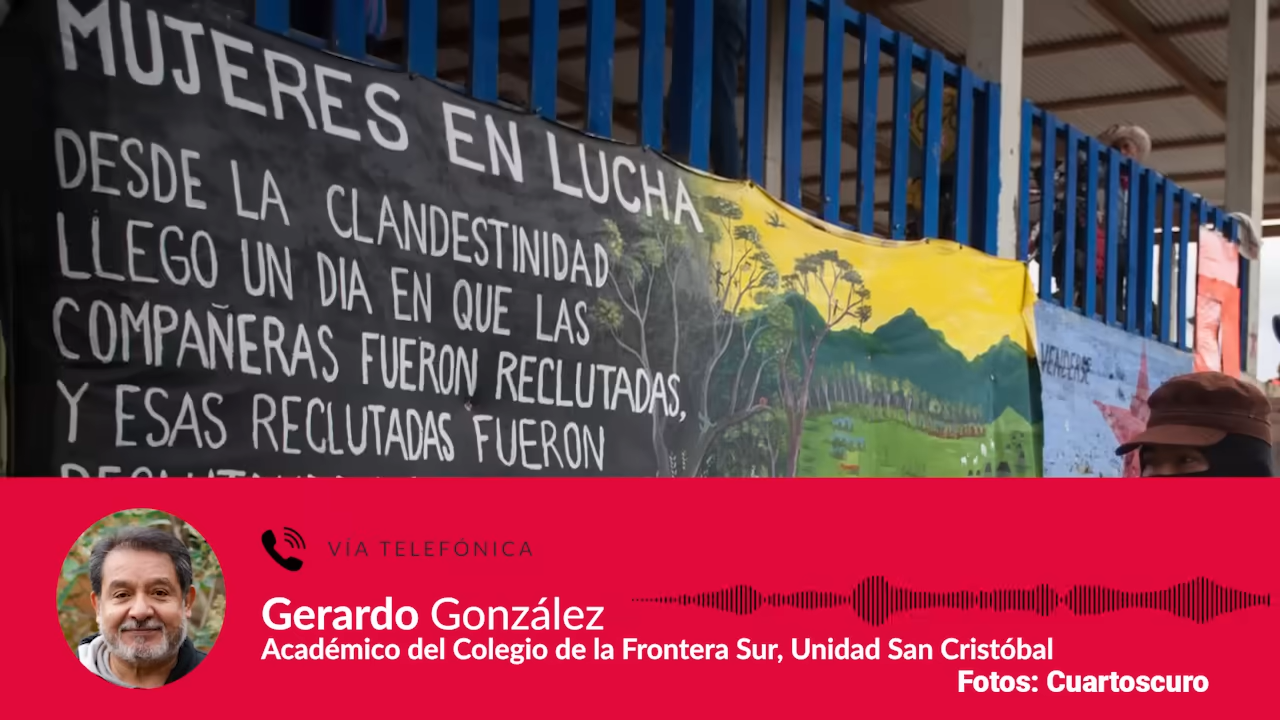 MUJERES EN LUCHA
DESDE LA CLANDESTINIDAD
LLEGO UN DIA EN QUE LAS
COMPAÑERAS FUERON RECLUTADAS,
Y ESAS RECLUTADAS FUERON
VENDERSE
VÍA TELEFÓNICA
Gerardo González
Académico del Colegio de la Frontera Sur, Unidad San Cristóbal
Fotos: Cuartoscuro